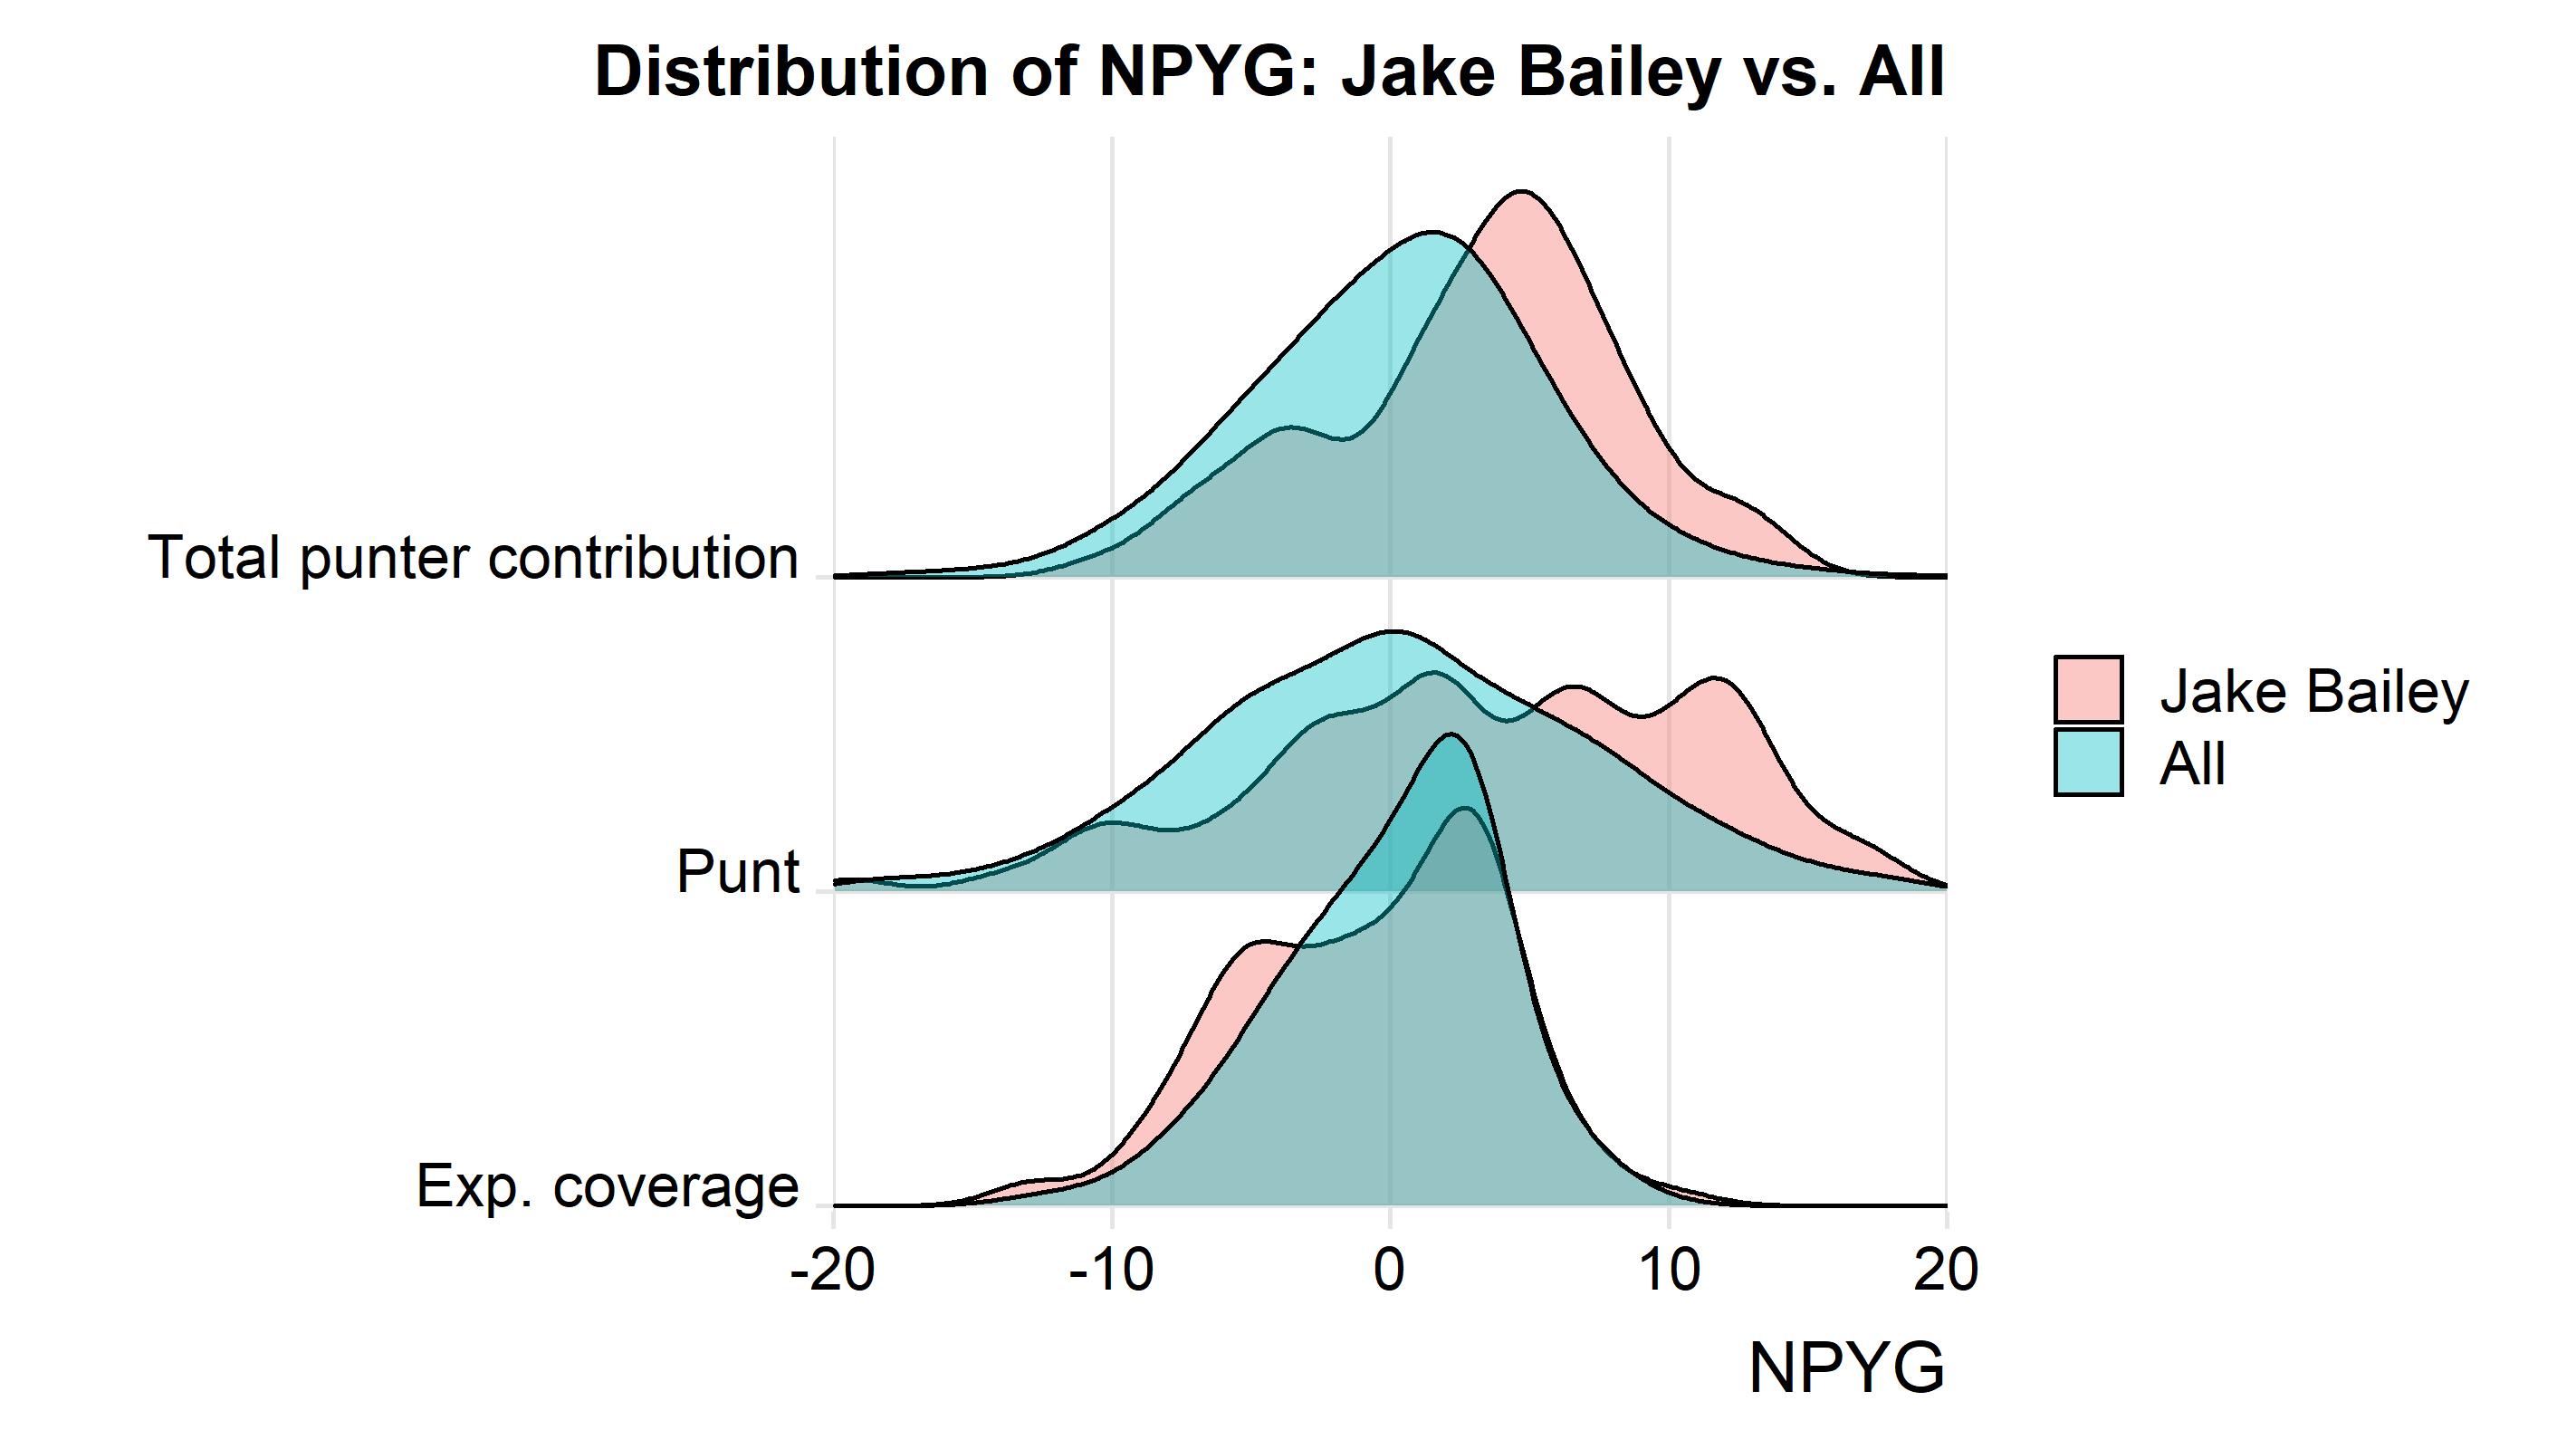 Distribution of NPYG: Jake Bailey vs. All
Total punter contribution
Punt
Exp. coverage
-20 -10 0 10 20
NPYG
Jake Bailey
All